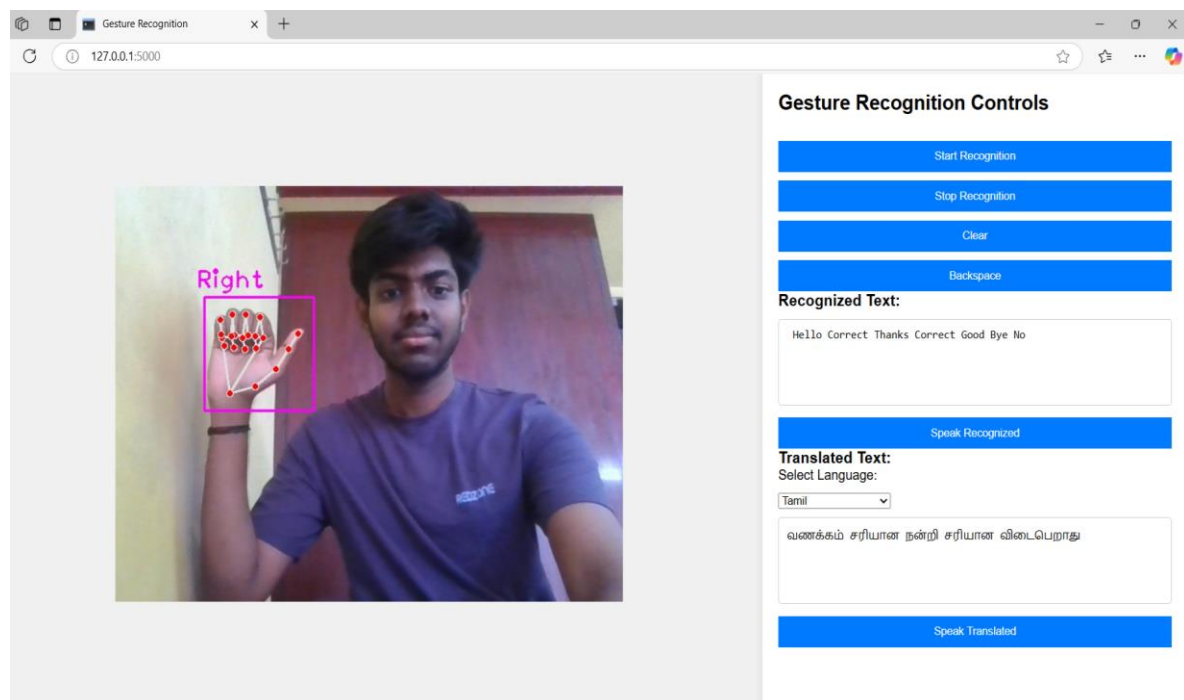 Gesture Recognition
127.0.0.1:5000
Gesture Recognition Controls
Start Recognition
Stop Recognition
Clear
Backspace
Recognized Text:
Hello Correct Thanks Correct Good Bye No
Speak Recognized
Translated Text:
Select Language:
Tamil
வணக்கம் சரியான நன்றி சரியான விடைபெறாது
Speak Translated
Right
REDZONE